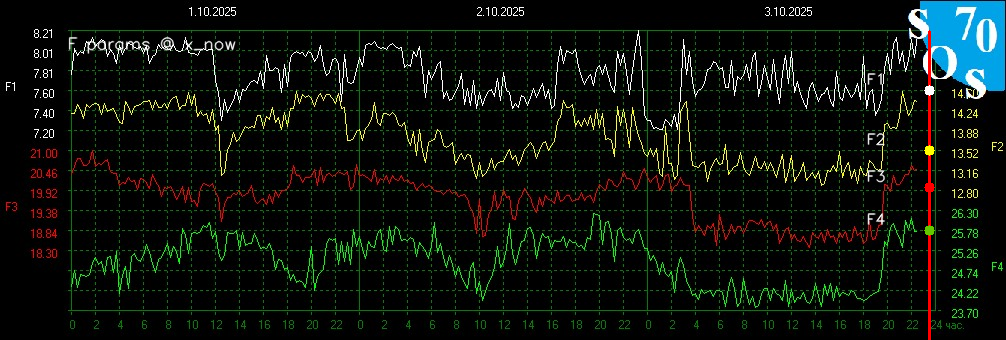 1.10.2025 2.10.2025 3.10.2025
SOS 70
F params @ x_now
F1
8.21
8.01
7.81
7.60
7.40
7.20
F3
21.00
20.46
19.92
19.38
18.84
18.30
F1
F2
F3
F4
14.24
13.88
13.52
13.16
12.80
F2
26.30
25.78
25.26
24.74
24.22
23.70
F4
0 2 4 6 8 10 12 14 16 18 20 22 0 2 4 6 8 10 12 14 16 18 20 22 0 2 4 6 8 10 12 14 16 18 20 22 24 час.